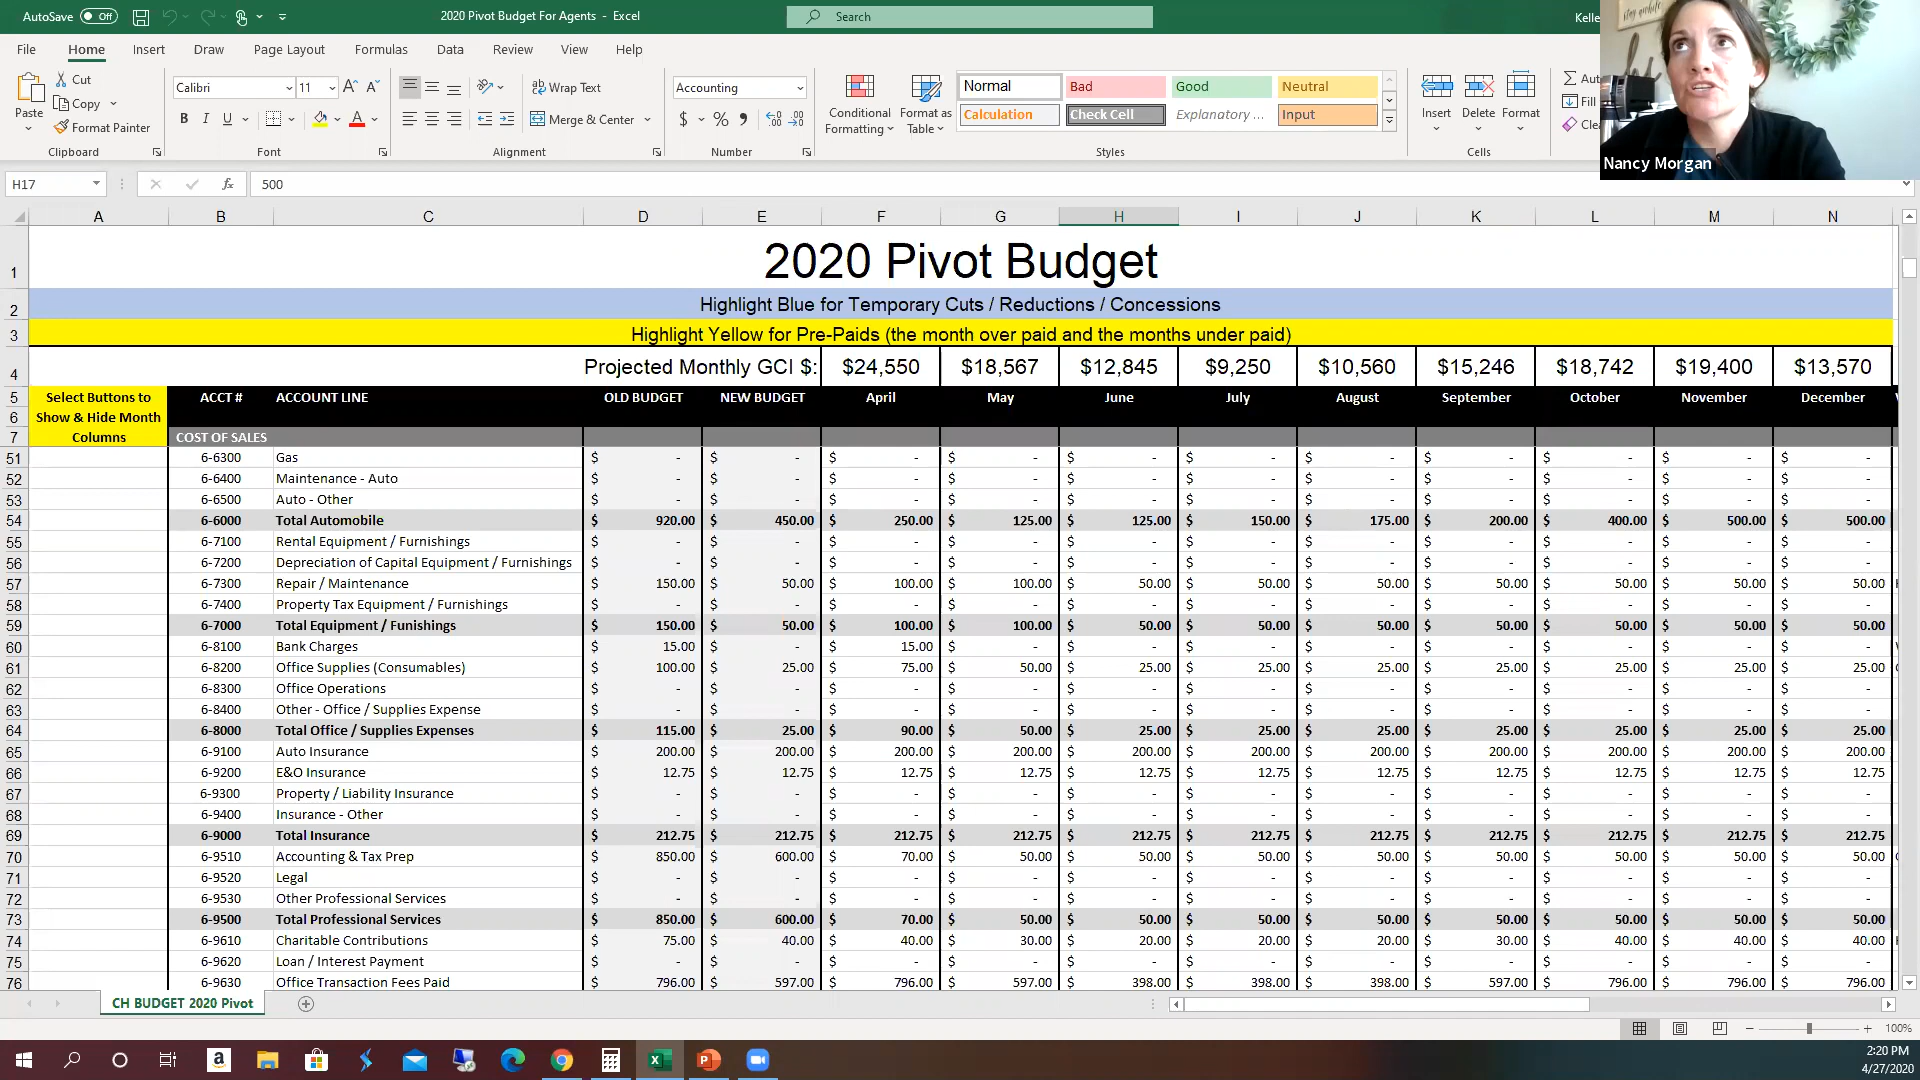 AutoSave Off 2020 Pivot Budget For Agents - Excel Search Kelle
File Home Insert Draw Page Layout Formulas Data Review View Help
Paste Cut Copy Format Painter Clipboard
Calibri 11 B I U A Font
Wrap Text Merge & Center Alignment
Accounting $ % Number
Conditional Formatting Format as Table
Normal Bad Good Neutral
Calculation Check Cell Explanatory ... Input
Styles
Insert Delete Format Cells
Aut
Fill
Cle
Nancy Morgan
H17 fx 500
A B C D E F G H I J K L M N
1 2020 Pivot Budget
2 Highlight Blue for Temporary Cuts / Reductions / Concessions
3 Highlight Yellow for Pre-Paids (the month over paid and the months under paid)
4 Projected Monthly GCI $: $24,550 $18,567 $12,845 $9,250 $10,560 $15,246 $18,742 $19,400 $13,570
5 Select Buttons to ACCT # ACCOUNT LINE OLD BUDGET NEW BUDGET April May June July August September October November December
6 Show & Hide Month
7 Columns COST OF SALES
51 6-6300 Gas $ - $ - $ - $ - $ - $ - $ - $ - $ - $ - $ -
52 6-6400 Maintenance - Auto $ - $ - $ - $ - $ - $ - $ - $ - $ - $ - $ -
53 6-6500 Auto - Other $ - $ - $ - $ - $ - $ - $ - $ - $ - $ - $ -
54 6-6000 Total Automobile $ 920.00 $ 450.00 $ 250.00 $ 125.00 $ 125.00 $ 150.00 $ 175.00 $ 200.00 $ 400.00 $ 500.00 $ 500.00
55 6-7100 Rental Equipment / Furnishings $ - $ - $ - $ - $ - $ - $ - $ - $ - $ - $ -
56 6-7200 Depreciation of Capital Equipment / Furnishings $ - $ - $ - $ - $ - $ - $ - $ - $ - $ - $ -
57 6-7300 Repair / Maintenance $ 150.00 $ 50.00 $ 100.00 $ 100.00 $ 50.00 $ 50.00 $ 50.00 $ 50.00 $ 50.00 $ 50.00 $ 50.00
58 6-7400 Property Tax Equipment / Furnishings $ - $ - $ - $ - $ - $ - $ - $ - $ - $ - $ -
59 6-7000 Total Equipment / Funishings $ 150.00 $ 50.00 $ 100.00 $ 100.00 $ 50.00 $ 50.00 $ 50.00 $ 50.00 $ 50.00 $ 50.00 $ 50.00
60 6-8100 Bank Charges $ 15.00 $ - $ 15.00 $ - $ - $ - $ - $ - $ - $ - $ -
61 6-8200 Office Supplies (Consumables) $ 100.00 $ 25.00 $ 75.00 $ 50.00 $ 25.00 $ 25.00 $ 25.00 $ 25.00 $ 25.00 $ 25.00 $ 25.00
62 6-8300 Office Operations $ - $ - $ - $ - $ - $ - $ - $ - $ - $ - $ -
63 6-8400 Other - Office / Supplies Expense $ - $ - $ - $ - $ - $ - $ - $ - $ - $ - $ -
64 6-8000 Total Office / Supplies Expenses $ 115.00 $ 25.00 $ 90.00 $ 50.00 $ 25.00 $ 25.00 $ 25.00 $ 25.00 $ 25.00 $ 25.00 $ 25.00
65 6-9100 Auto Insurance $ 200.00 $ 200.00 $ 200.00 $ 200.00 $ 200.00 $ 200.00 $ 200.00 $ 200.00 $ 200.00 $ 200.00 $ 200.00
66 6-9200 E&O Insurance $ 12.75 $ 12.75 $ 12.75 $ 12.75 $ 12.75 $ 12.75 $ 12.75 $ 12.75 $ 12.75 $ 12.75 $ 12.75
67 6-9300 Property / Liability Insurance $ - $ - $ - $ - $ - $ - $ - $ - $ - $ - $ -
68 6-9400 Insurance - Other $ - $ - $ - $ - $ - $ - $ - $ - $ - $ - $ -
69 6-9000 Total Insurance $ 212.75 $ 212.75 $ 212.75 $ 212.75 $ 212.75 $ 212.75 $ 212.75 $ 212.75 $ 212.75 $ 212.75 $ 212.75
70 6-9510 Accounting & Tax Prep $ 850.00 $ 600.00 $ 70.00 $ 50.00 $ 50.00 $ 50.00 $ 50.00 $ 50.00 $ 50.00 $ 50.00 $ 50.00
71 6-9520 Legal $ - $ - $ - $ - $ - $ - $ - $ - $ - $ - $ -
72 6-9530 Other Professional Services $ - $ - $ - $ - $ - $ - $ - $ - $ - $ - $ -
73 6-9500 Total Professional Services $ 850.00 $ 600.00 $ 70.00 $ 50.00 $ 50.00 $ 50.00 $ 50.00 $ 50.00 $ 50.00 $ 50.00 $ 50.00
74 6-9610 Charitable Contributions $ 75.00 $ 40.00 $ 40.00 $ 30.00 $ 20.00 $ 20.00 $ 20.00 $ 30.00 $ 40.00 $ 40.00 $ 40.00
75 6-9620 Loan / Interest Payment $ - $ - $ - $ - $ - $ - $ - $ - $ - $ - $ -
76 6-9630 Office Transaction Fees Paid $ 796.00 $ 597.00 $ 796.00 $ 597.00 $ 398.00 $ 398.00 $ 398.00 $ 597.00 $ 796.00 $ 796.00 $ 796.00
CH BUDGET 2020 Pivot
100%
2:20 PM
4/27/2020